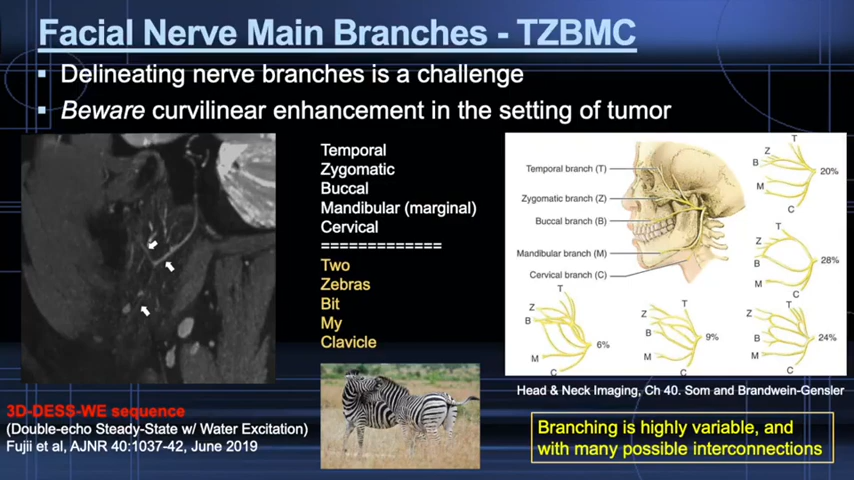 Facial Nerve Main Branches - TZBMC
Delineating nerve branches is a challenge
Beware curvilinear enhancement in the setting of tumor
Temporal
Zygomatic
Buccal
Mandibular (marginal)
Cervical
=============
Two
Zebras
Bit
My
Clavicle
3D-DESS-WE sequence
(Double-echo Steady-State w/ Water Excitation)
Fujii et al, AJNR 40:1037-42, June 2019
Temporal branch (T)
Zygomatic branch (Z)
Buccal branch (B)
Mandibular branch (M)
Cervical branch (C)
T
Z
B
M
C
20%
T
Z
B
M
C
28%
T
Z
B
M
C
6%
T
Z
B
M
C
9%
T
Z
B
M
C
24%
Head & Neck Imaging, Ch 40. Som and Brandwein-Gensler
Branching is highly variable, and
with many possible interconnections